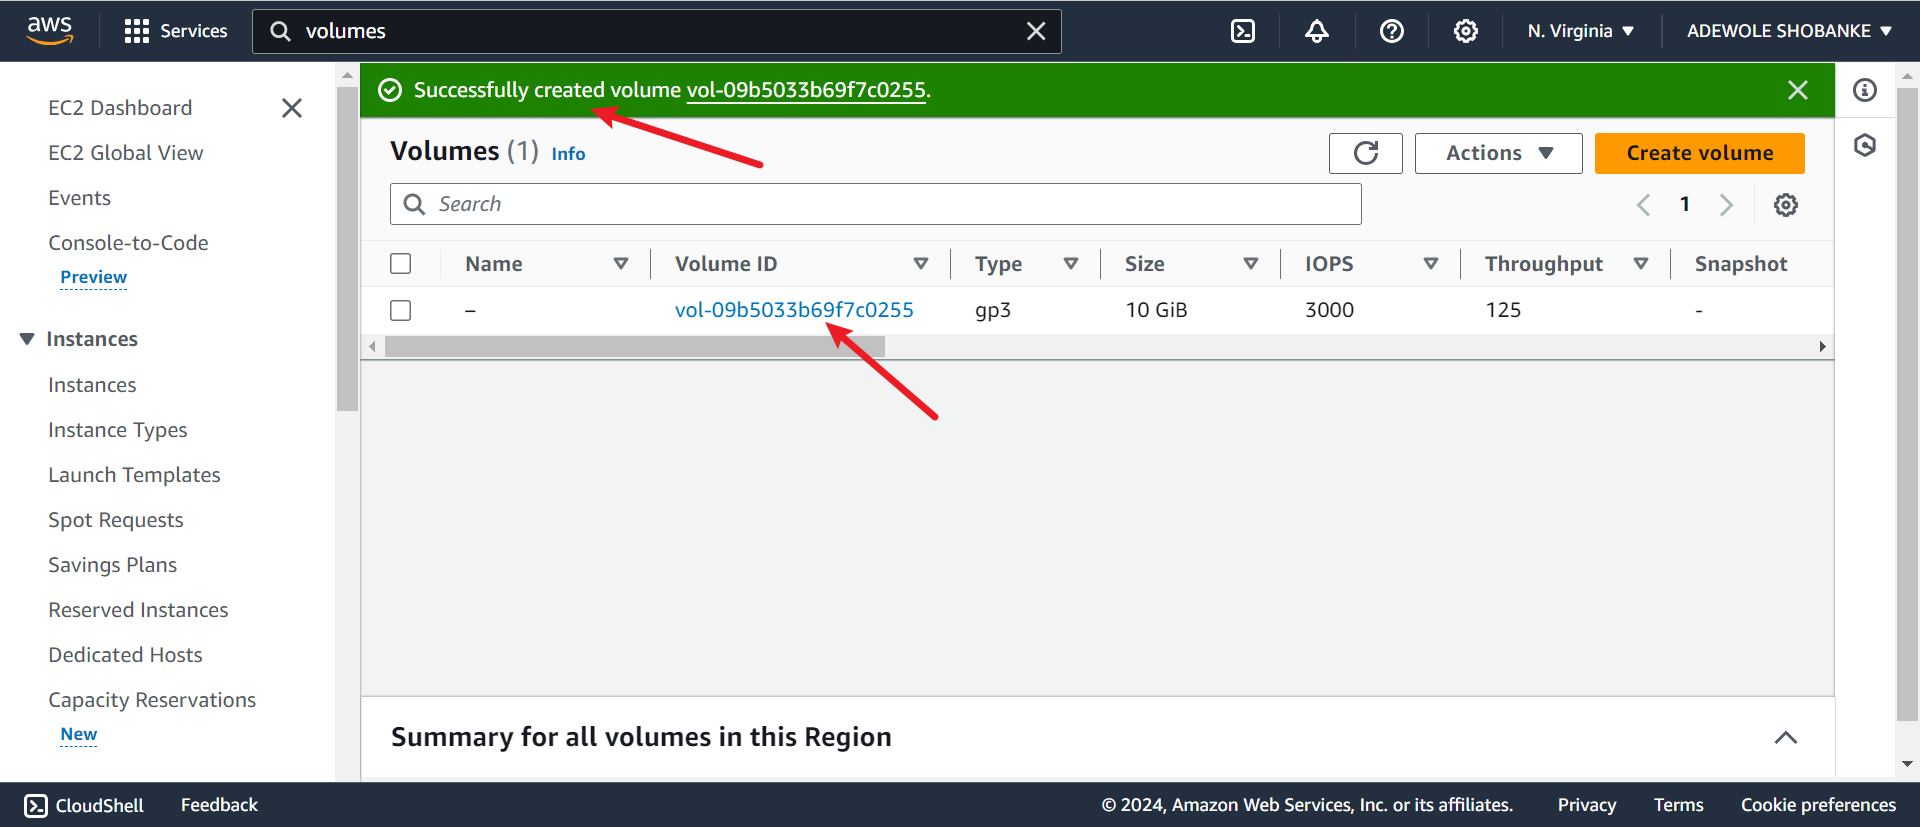 aws
Services
volumes
N. Virginia
ADEWOLE SHOBANKE
EC2 Dashboard
EC2 Global View
Events
Console-to-Code
Preview
Instances
Instances
Instance Types
Launch Templates
Spot Requests
Savings Plans
Reserved Instances
Dedicated Hosts
Capacity Reservations
New
Successfully created volume vol-09b5033b69f7c0255.
Volumes (1) Info
Actions
Create volume
Search
1
Name Volume ID Type Size IOPS Throughput Snapshot
– vol-09b5033b69f7c0255 gp3 10 GiB 3000 125 -
Summary for all volumes in this Region
CloudShell Feedback © 2024, Amazon Web Services, Inc. or its affiliates. Privacy Terms Cookie preferences